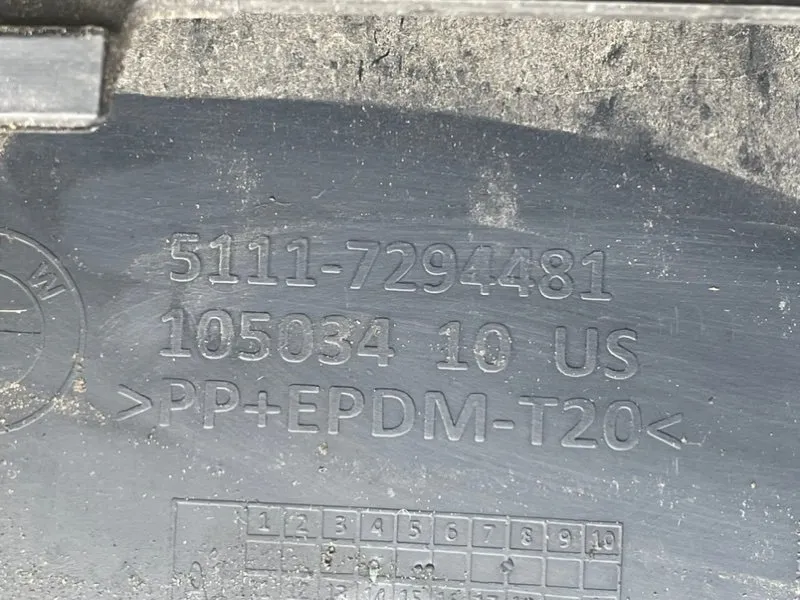 5111-7294481
105034 10 US
>PP+EPDM-T20<
W
1 2 3 4 5 6 7 8 9 10